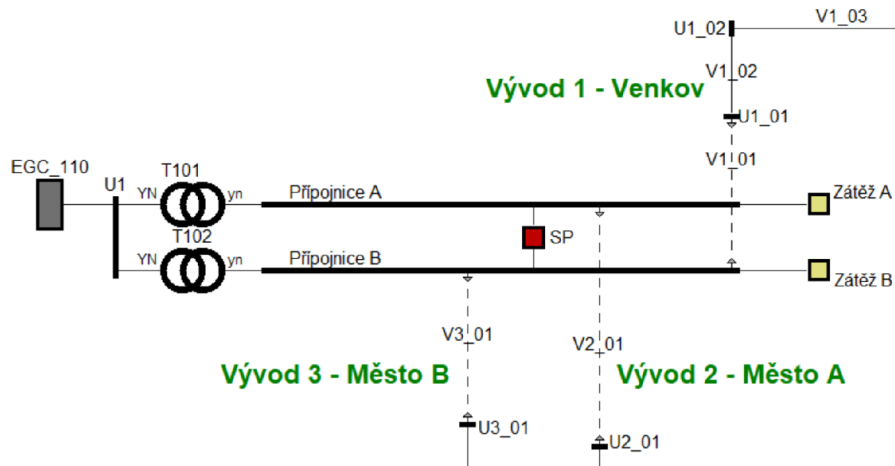 U1_02
V1_03
V1_02
Vývod 1 - Venkov
U1_01
V1_01
EGC_110
U1
T101
YN
yn
Přípojnice A
Zátěž A
T102
SP
YN
yn
Přípojnice B
Zátěž B
V3_01
V2_01
Vývod 3 - Město B
Vývod 2 - Město A
U3_01
U2_01